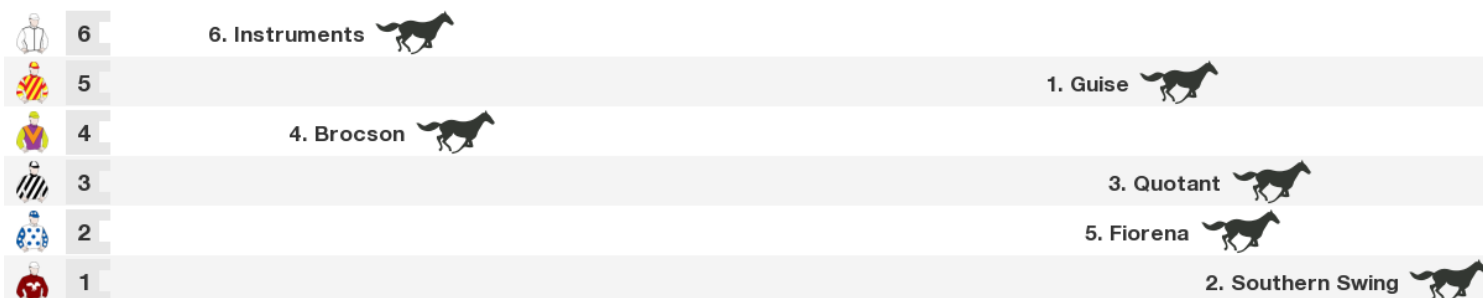 6 6. Instruments
5 1. Guise
4 4. Brocson
3 3. Quotant
2 5. Fiorena
1 2. Southern Swing